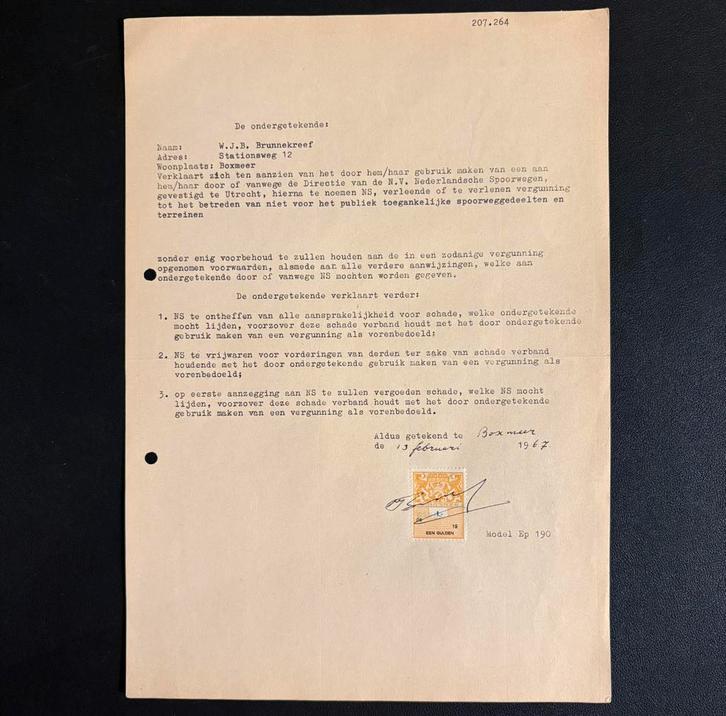 207.264
De ondergetekende:
Naam: W.J.B. Brunnekreef
Adres: Stationsweg 12
Woonplaats: Boxmeer
Verklaart zich ten aanzien van het door hem/haar gebruik maken van een aan
hem/haar door of vanwege de Directie van de N.V. Nederlandsche Spoorwegen,
gevestigd te Utrecht, hierna te noemen NS, verleende of te verlenen vergunning
tot het betreden van niet voor het publiek toegankelijke spoorweggedeelten en
terreinen
zonder enig voorbehoud te zullen houden aan de in een zodanige vergunning
opgenomen voorwaarden, alsmede aan alle verdere aanwijzingen, welke aan
ondergetekende door of vanwege NS mochten worden gegeven.
De ondergetekende verklaart verder:
1. NS te ontheffen van alle aansprakelijkheid voor schade, welke ondergetekende
mocht lijden, voorzover deze schade verband houdt met het door ondergetekende
gebruik maken van een vergunning als vorenbedoeld;
2. NS te vrijwaren voor vorderingen van derden ter zake van schade verband
houdende met het door ondergetekende gebruik maken van een vergunning als
vorenbedoeld;
3. op eerste aanzegging aan NS te zullen vergoeden schade, welke NS mocht
lijden, voorzover deze schade verband houdt met het door ondergetekende
gebruik maken van een vergunning als vorenbedoeld.
Aldus getekend te Boxmeer
de 13 februari 1967
19
EEN GULDEN
Model Ep 190